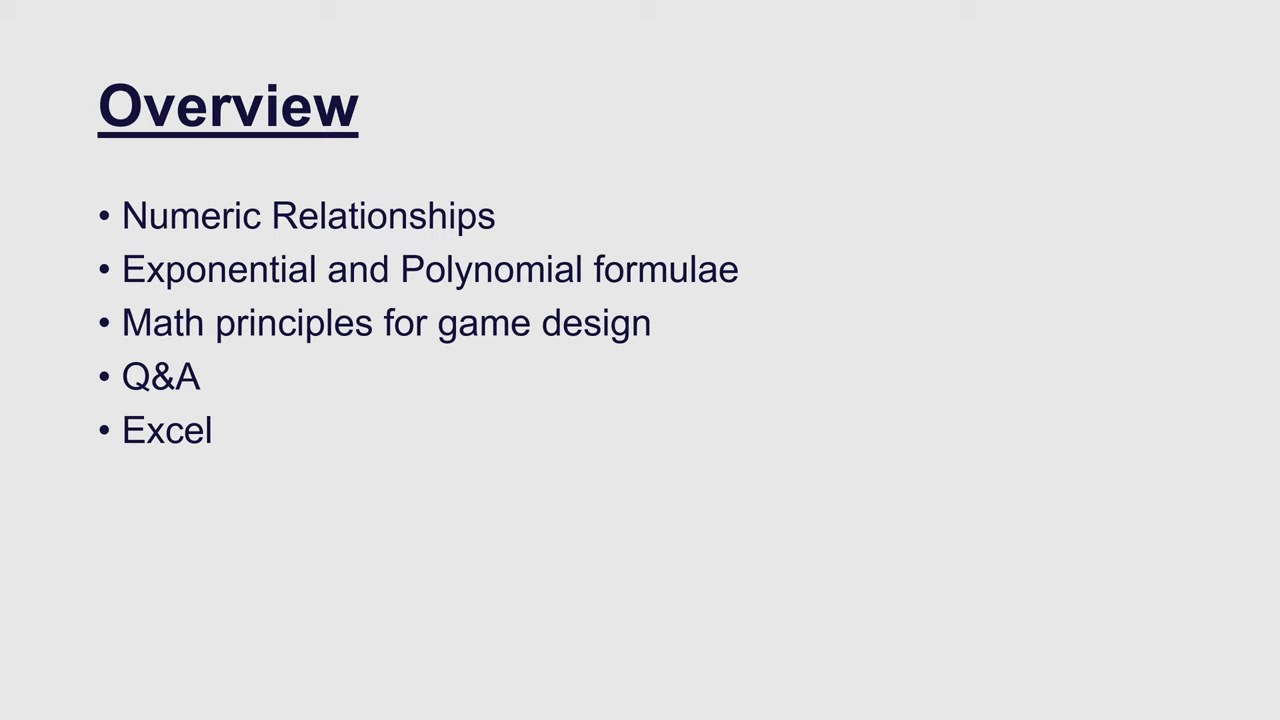 Overview
• Numeric Relationships
• Exponential and Polynomial formulae
• Math principles for game design
• Q&A
• Excel